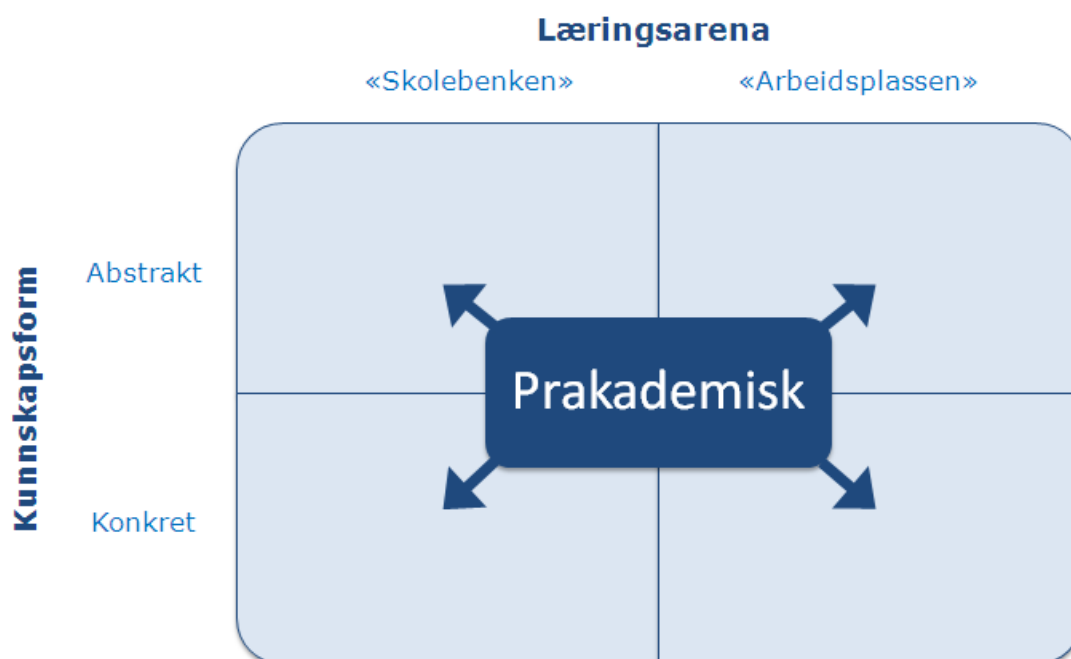 Læringsarena
«Skolebenken» «Arbeidsplassen»
Kunnskapsform
Abstrakt
Prakademisk
Konkret